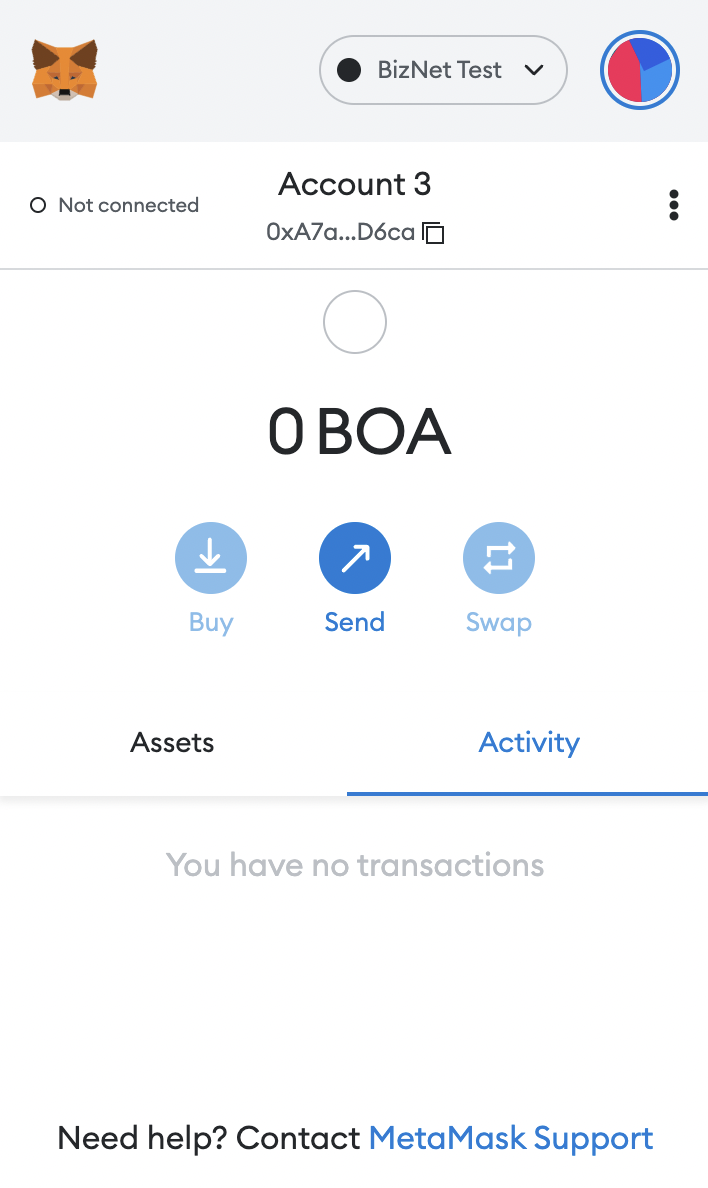 BizNet Test
Account 3
Not connected
0xA7a...D6ca
0 BOA
Buy
Send
Swap
Assets
Activity
You have no transactions
Need help? Contact MetaMask Support